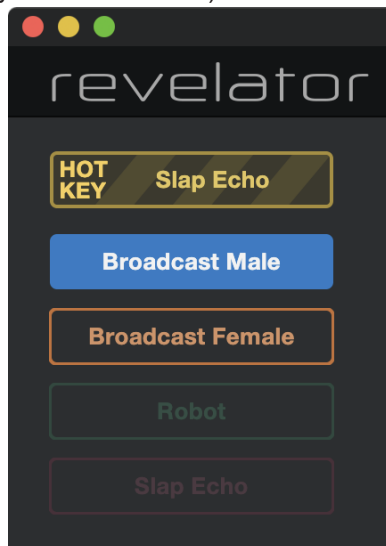 revelator
HOT KEY Slap Echo
Broadcast Male
Broadcast Female
Robot
Slap Echo